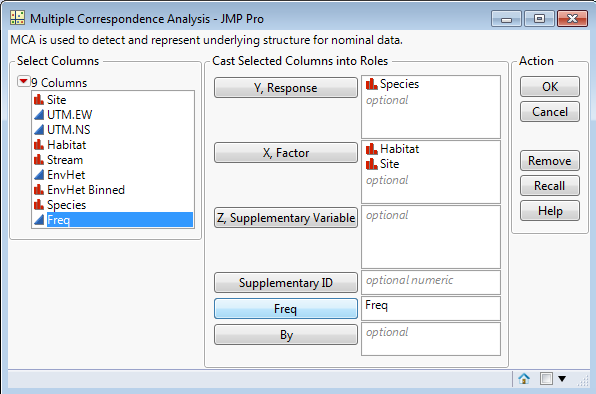 Multiple Correspondence Analysis - JMP Pro
MCA is used to detect and represent underlying structure for nominal data.
Select Columns
9 Columns
Site
UTM.EW
UTM.NS
Habitat
Stream
EnvHet
EnvHet Binned
Species
Freq
Cast Selected Columns into Roles
Y, Response
Species
optional
X, Factor
Habitat
Site
optional
Z, Supplementary Variable
optional
Supplementary ID
optional numeric
Freq
Freq
By
optional
Action
OK
Cancel
Remove
Recall
Help